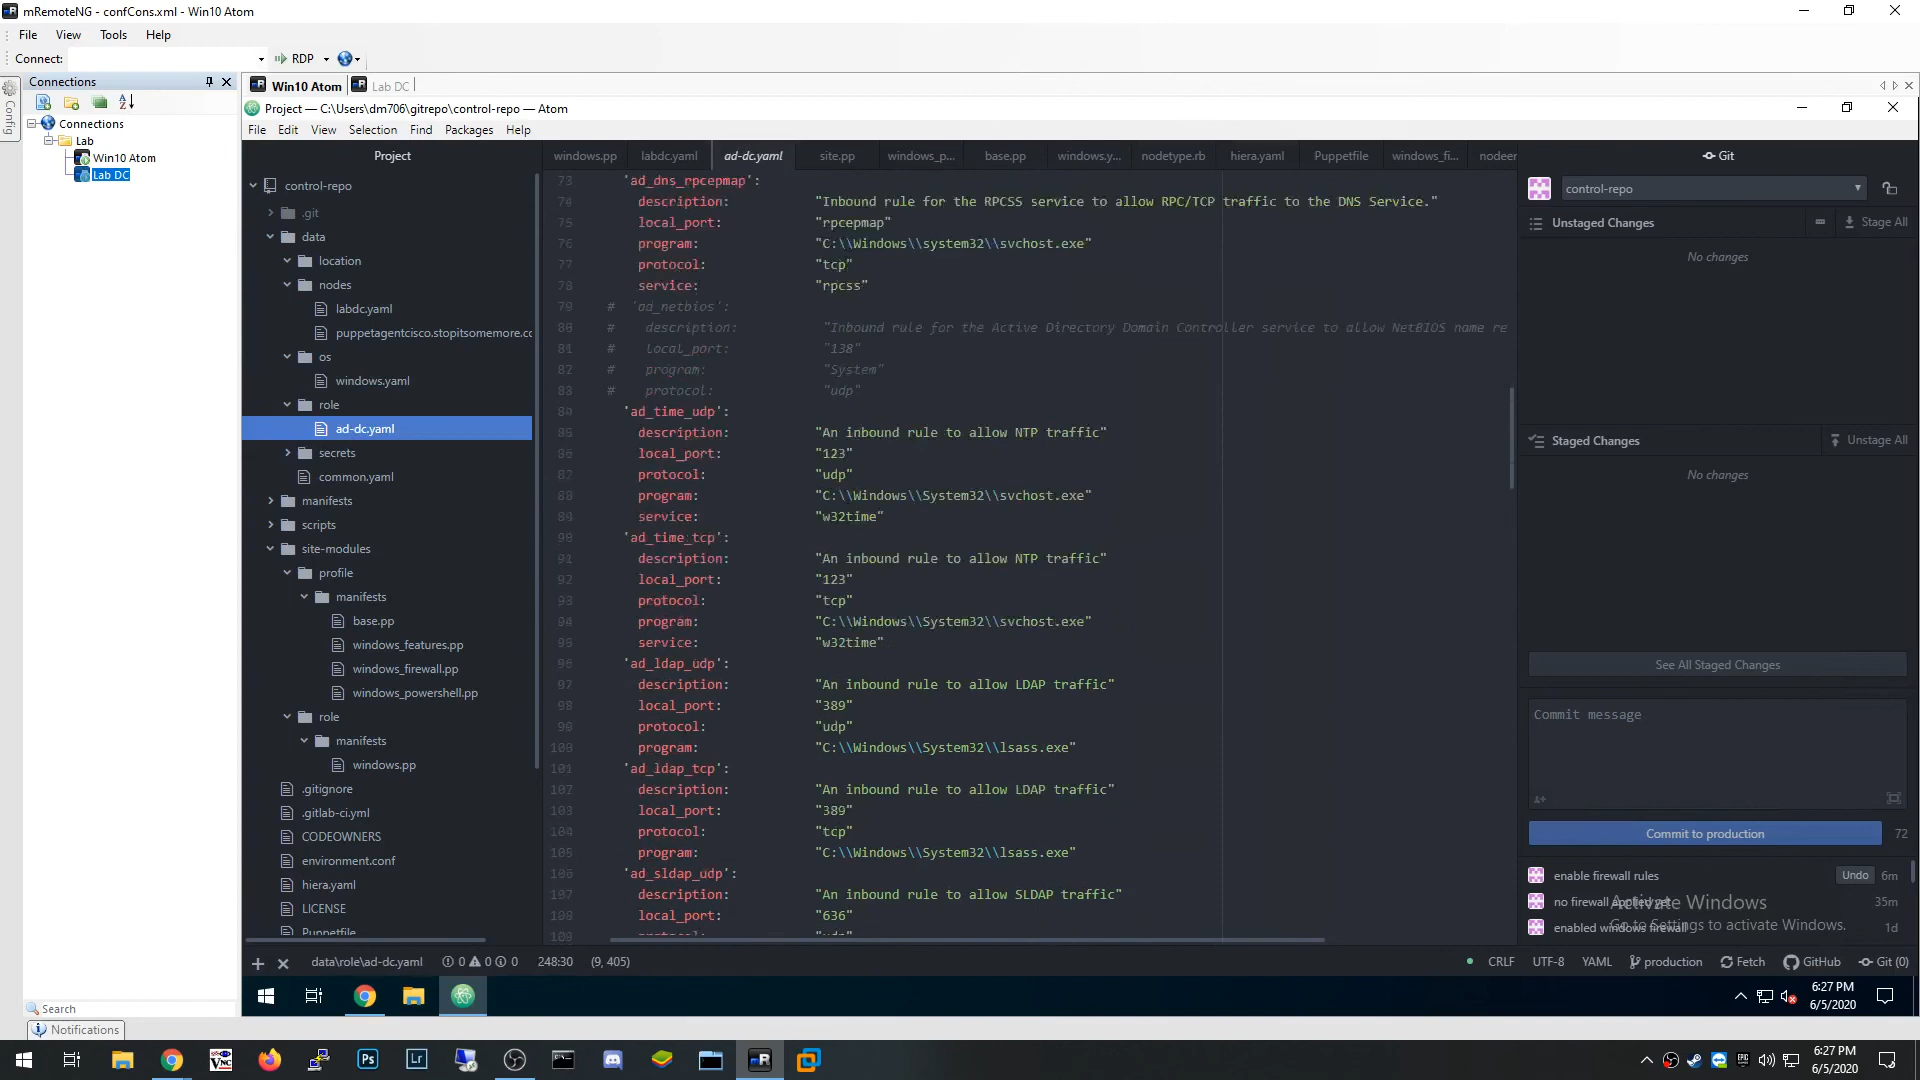 mRemoteNG - confCons.xml - Win10 Atom
File View Tools Help
Connect: RDP
Connections
Config
Connections
Lab
Win10 Atom
Lab DC
Search
Notifications
Win10 Atom Lab DC
Project — C:\Users\dm706\gitrepo\control-repo — Atom
File Edit View Selection Find Packages Help
Project
control-repo
.git
data
location
nodes
labdc.yaml
puppetagentcisco.stopitsomemore.cc
os
windows.yaml
role
ad-dc.yaml
secrets
common.yaml
manifests
scripts
site-modules
profile
manifests
base.pp
windows_features.pp
windows_firewall.pp
windows_powershell.pp
role
manifests
windows.pp
.gitignore
.gitlab-ci.yml
CODEOWNERS
environment.conf
hiera.yaml
LICENSE
Puppetfile
windows.pp labdc.yaml ad-dc.yaml site.pp windows_p... base.pp windows.y... nodetype.rb hiera.yaml Puppetfile windows_fi... nodeer
73 'ad_dns_rpcepmap':
74 description: "Inbound rule for the RPCSS service to allow RPC/TCP traffic to the DNS Service."
75 local_port: "rpcepmap"
76 program: "C:\\Windows\\system32\\svchost.exe"
77 protocol: "tcp"
78 service: "rpcss"
79 # 'ad_netbios':
80 # description: "Inbound rule for the Active Directory Domain Controller service to allow NetBIOS name re
81 # local_port: "138"
82 # program: "System"
83 # protocol: "udp"
84 'ad_time_udp':
85 description: "An inbound rule to allow NTP traffic"
86 local_port: "123"
87 protocol: "udp"
88 program: "C:\\Windows\\System32\\svchost.exe"
89 service: "w32time"
90 'ad_time_tcp':
91 description: "An inbound rule to allow NTP traffic"
92 local_port: "123"
93 protocol: "tcp"
94 program: "C:\\Windows\\System32\\svchost.exe"
95 service: "w32time"
96 'ad_ldap_udp':
97 description: "An inbound rule to allow LDAP traffic"
98 local_port: "389"
99 protocol: "udp"
100 program: "C:\\Windows\\System32\\lsass.exe"
101 'ad_ldap_tcp':
102 description: "An inbound rule to allow LDAP traffic"
103 local_port: "389"
104 protocol: "tcp"
105 program: "C:\\Windows\\System32\\lsass.exe"
106 'ad_sldap_udp':
107 description: "An inbound rule to allow SLDAP traffic"
108 local_port: "636"
109 protocol: "udp"
Git
control-repo
Unstaged Changes Stage All
No changes
Staged Changes Unstage All
No changes
See All Staged Changes
Commit message
Commit to production 72
enable firewall rules Undo 6m
no firewall applied yet 35m
enabled windows firewall 1d
Activate Windows
Go to Settings to activate Windows.
data\role\ad-dc.yaml 0 0 0 248:30 (9, 405) CRLF UTF-8 YAML production Fetch GitHub Git (0)
6:27 PM
6/5/2020
6:27 PM
6/5/2020